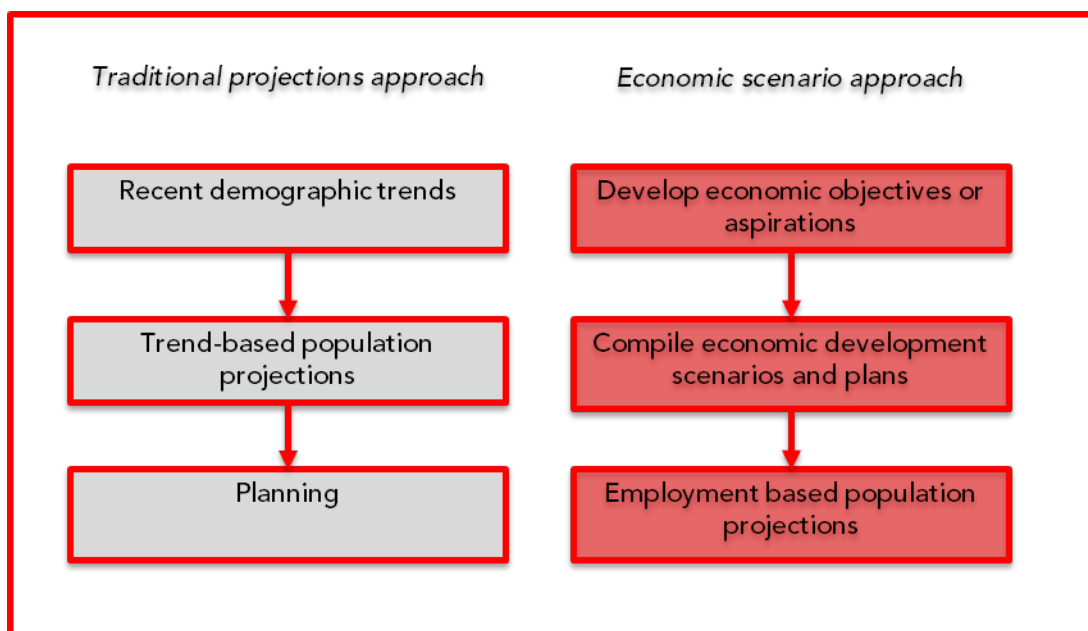 Traditional projections approach
Economic scenario approach
Recent demographic trends
Develop economic objectives or
aspirations
Trend-based population
projections
Compile economic development
scenarios and plans
Planning
Employment based population
projections